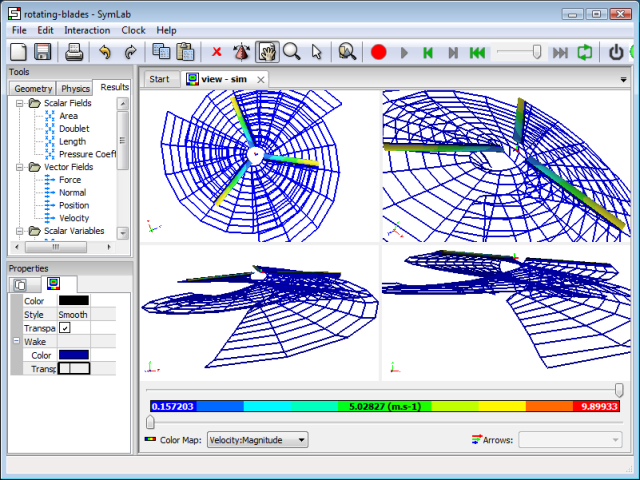 rotating-blades - SymLab
File Edit Interaction Clock Help
Tools
Geometry Physics Results
Scalar Fields
Area
Doublet
Length
Pressure Coeff
Vector Fields
Force
Normal
Position
Velocity
Scalar Variables
Start view - sim
Properties
Color
Style Smooth
Transpa
Wake
Color
Transp
0.157203 5.02827 (m.s-1) 9.89933
Color Map: Velocity:Magnitude Arrows: